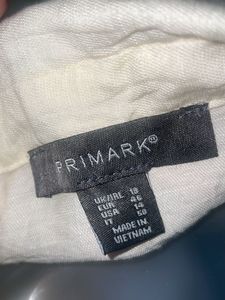 PRIMARK®
UK/IRE 18
EUR 46
USA 14
IT 50
MADE IN
VIETNAM